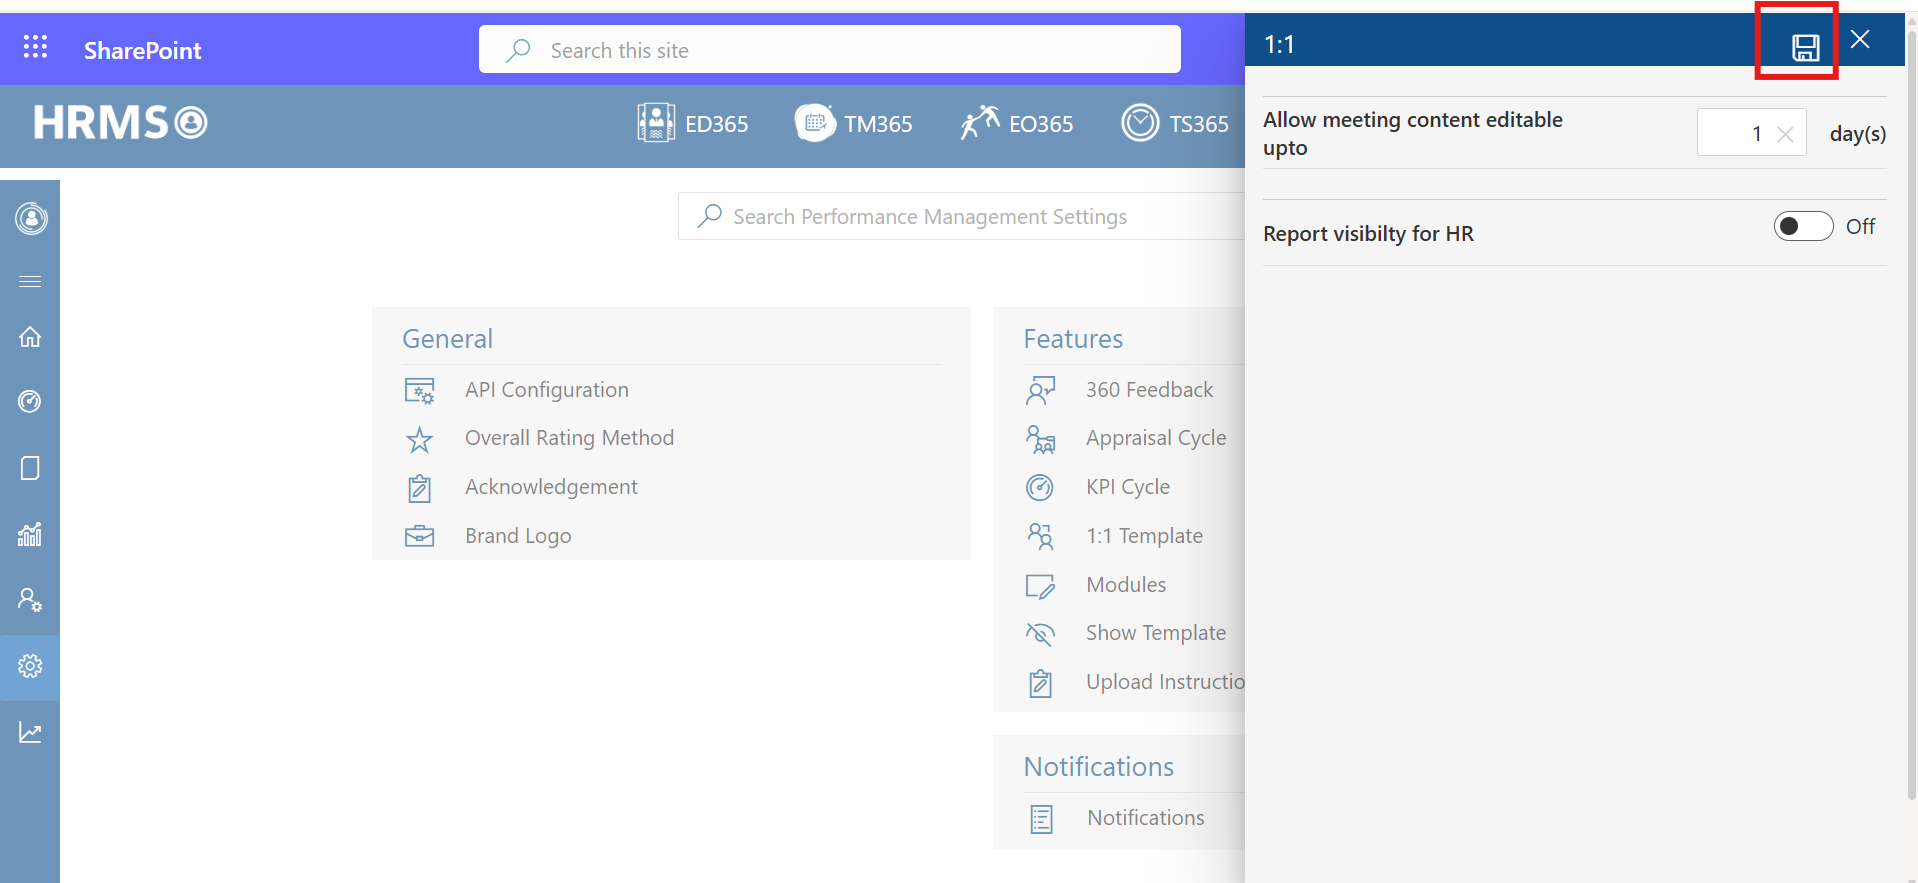 SharePoint
Search this site
HRMS
ED365
TM365
EO365
TS365
Search Performance Management Settings
General
API Configuration
Overall Rating Method
Acknowledgement
Brand Logo
Features
360 Feedback
Appraisal Cycle
KPI Cycle
1:1 Template
Modules
Show Template
Upload Instructio
Notifications
Notifications
1:1
Allow meeting content editable
upto
1
day(s)
Report visibilty for HR
Off